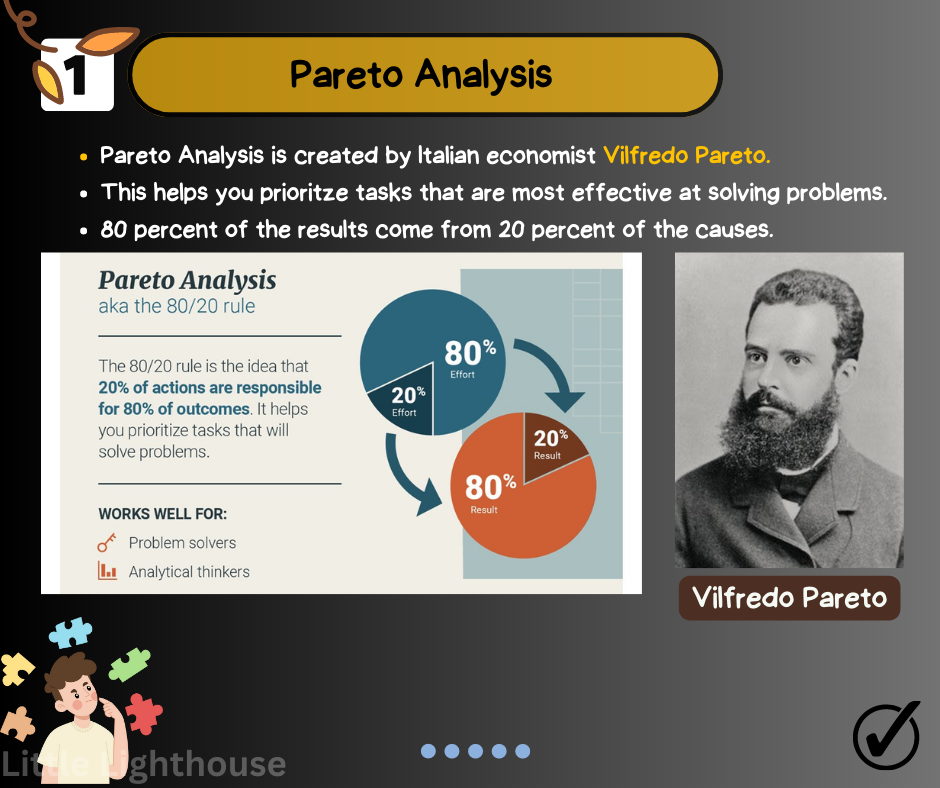 1
Pareto Analysis
Pareto Analysis is created by Italian economist Vilfredo Pareto.
This helps you prioritze tasks that are most effective at solving problems.
80 percent of the results come from 20 percent of the causes.
Pareto Analysis
aka the 80/20 rule
The 80/20 rule is the idea that
20% of actions are responsible
for 80% of outcomes. It helps
you prioritize tasks that will
solve problems.
WORKS WELL FOR:
Problem solvers
Analytical thinkers
80%
Effort
20%
Effort
20%
Result
80%
Result
Vilfredo Pareto
Little Lighthouse